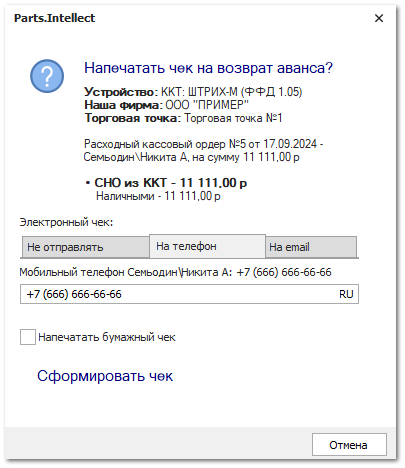 Parts.Intellect
Напечатать чек на возврат аванса?
Устройство: ККТ: ШТРИХ-М (ФФД 1.05)
Наша фирма: ООО "ПРИМЕР"
Торговая точка: Торговая точка №1
Расходный кассовый ордер №5 от 17.09.2024 -
Семьодин\Никита А, на сумму 11 111,00 р
• СНО из ККТ - 11 111,00 р
Наличными - 11 111,00 р
Электронный чек:
Не отправлять На телефон На email
Мобильный телефон Семьодин\Никита А: +7 (666) 666-66-66
+7 (666) 666-66-66 RU
Напечатать бумажный чек
Сформировать чек
Отмена